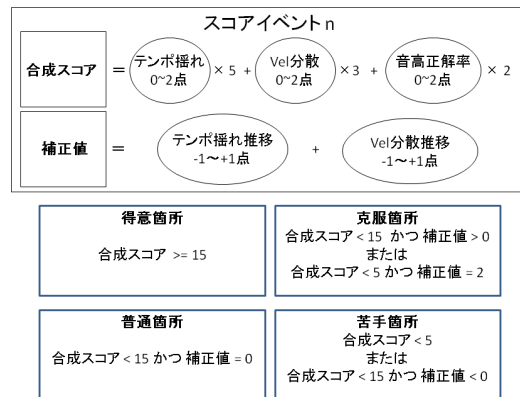 スコアイベント n
合成スコア = テンポ揺れ 0~2点 × 5 + Vel分散 0~2点 ×3 + 音高正解率 0~2点 × 2
補正値 = テンポ揺れ推移 -1〜+1点 + Vel分散推移 -1〜+1点
得意箇所
合成スコア >= 15
克服箇所
合成スコア < 15 かつ 補正値 > 0
または
合成スコア < 5 かつ 補正値 = 2
普通箇所
合成スコア < 15 かつ 補正値 = 0
苦手箇所
合成スコア < 5
または
合成スコア < 15 かつ 補正値 < 0